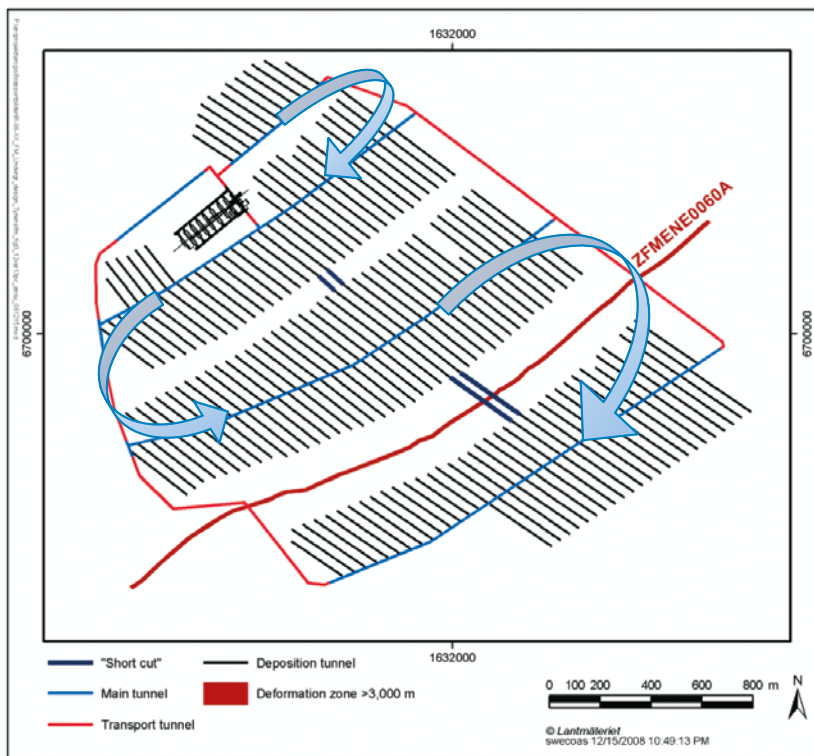 1632000
ZFMENE0060A
6700000
6700000
1632000
"Short cut"
Deposition tunnel
Main tunnel
Deformation zone >3,000 m
Transport tunnel
0 100 200 400 600 800 m
N
© Lantmäteriet
swecoas 12/15/2008 10:49:13 PM